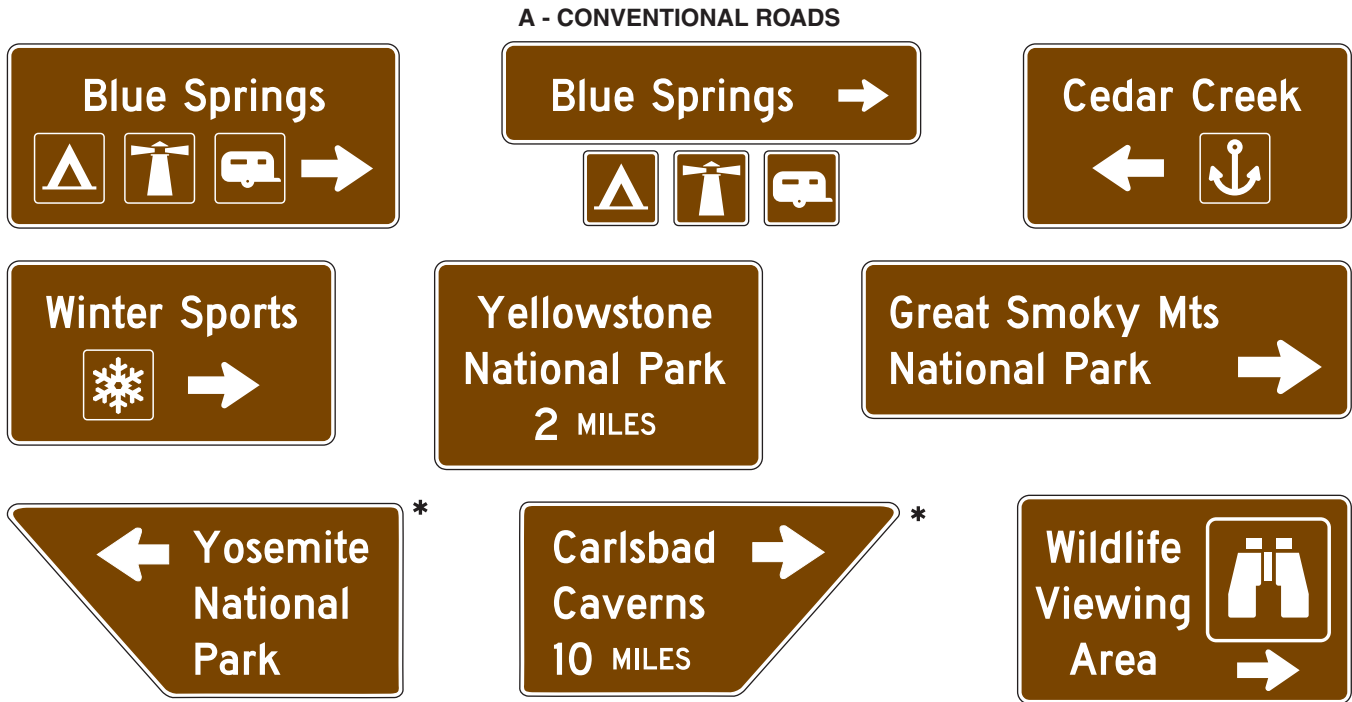 A - CONVENTIONAL ROADS
Blue Springs
Blue Springs
Cedar Creek
Winter Sports
Yellowstone
National Park
2 MILES
Great Smoky Mts
National Park
Yosemite
National
Park
*
Carlsbad
Caverns
10 MILES
*
Wildlife
Viewing
Area